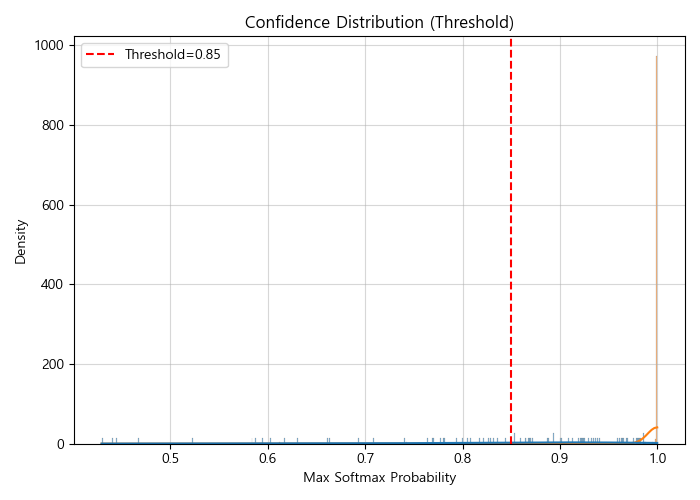 Confidence Distribution (Threshold)
Threshold=0.85
Density
1000
800
600
400
200
0
0.5 0.6 0.7 0.8 0.9 1.0
Max Softmax Probability